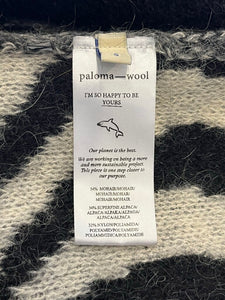 paloma—wool
I'M SO HAPPY TO BE
YOURS
Our planet is the best.
We are working on being a more
and more sustainable project.
This piece is one step closer to
our purpose.
34% MOHAIR/MOHAIR/
MOHAIR/MOHAIR/
MOHAIR/MOHAIR
34% SUPERFINE ALPACA/
ALPACA/ALPAGA/ALPACA/
ALPACA/ALPAKA
32% NYLON/POLIAMIDA/
POLYAMID/POLYAMIDE/
POLIAMMIDICA/POLYAMIDE